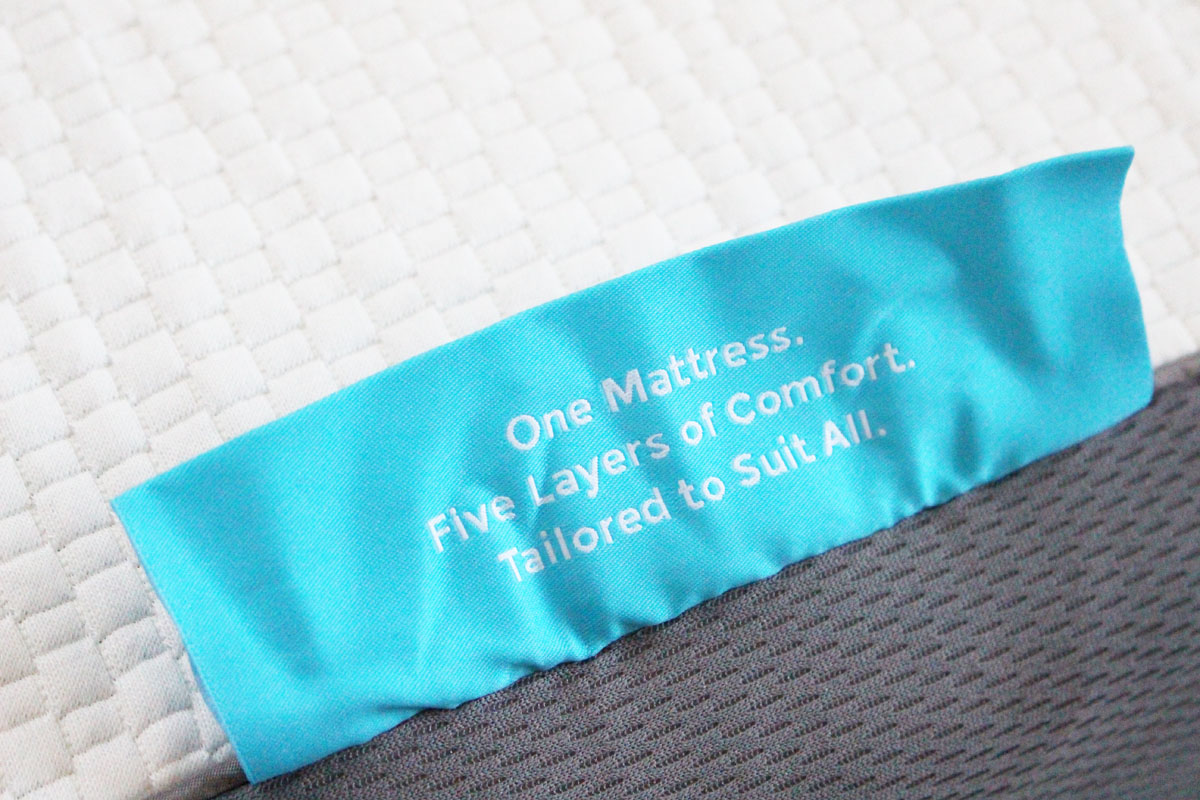 One Mattress.
Five Layers of Comfort.
Tailored to Suit All.